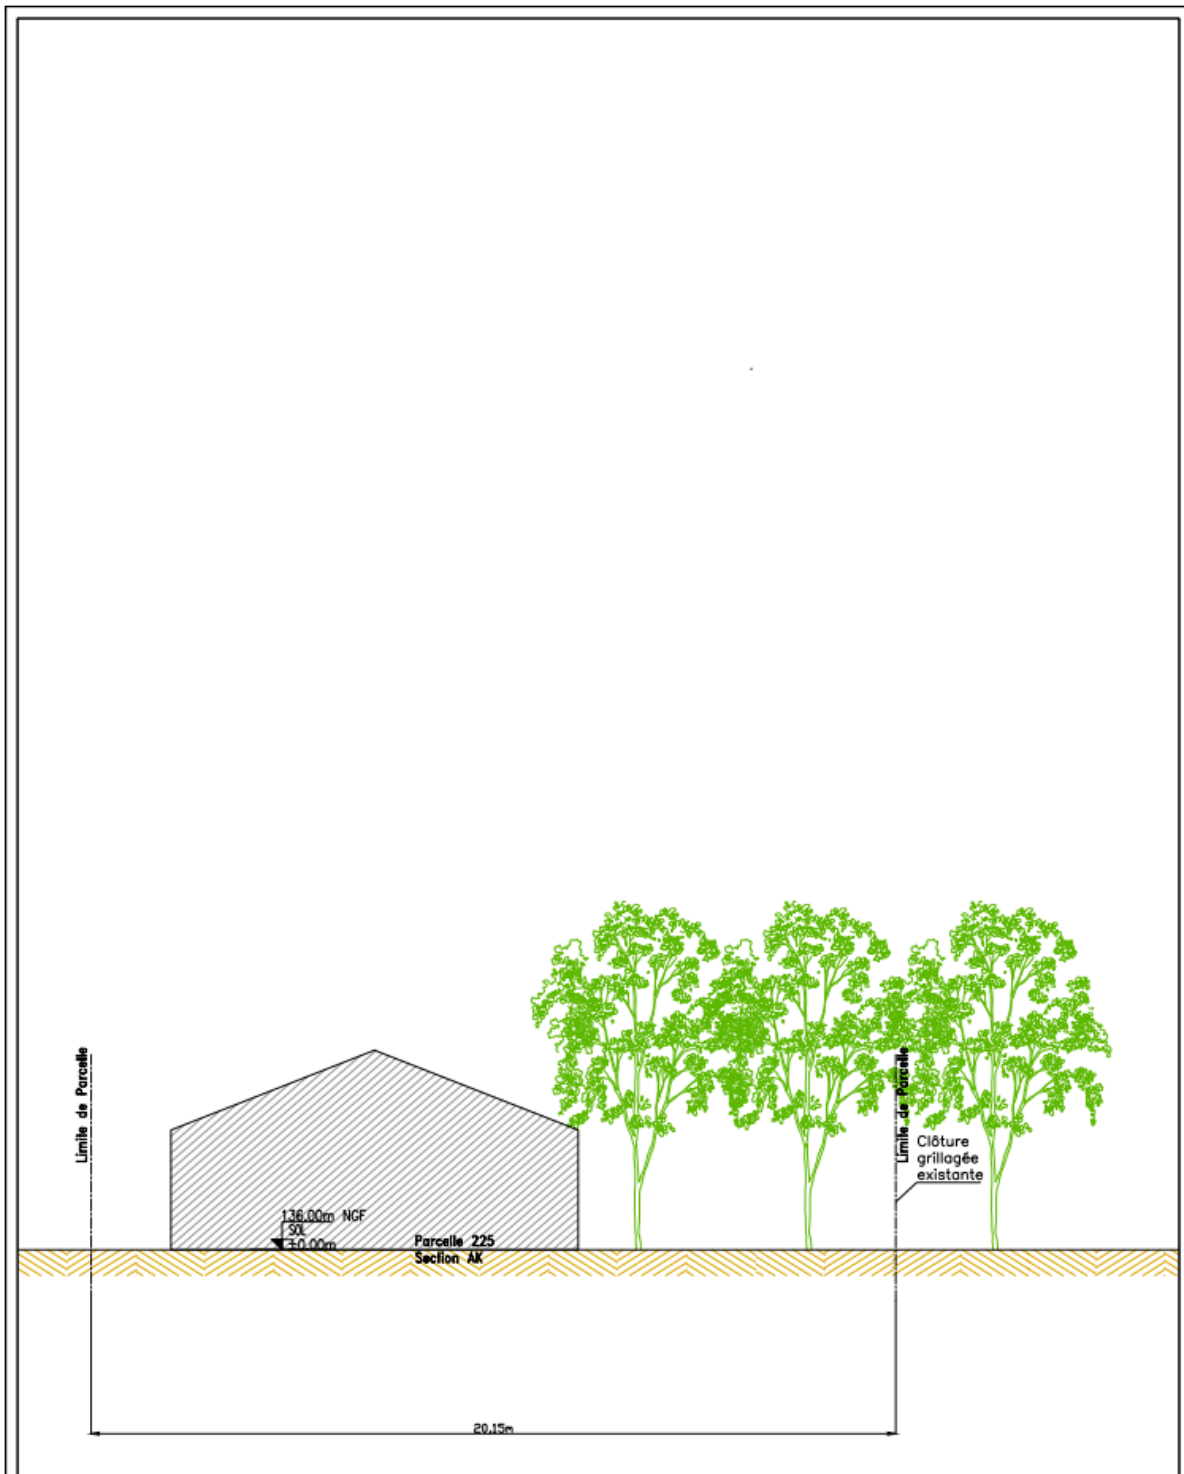 Limite de Parcelle
Limite de Parcelle
Clôture
grillagée
existante
136.00m NGF
SOL
±0.00m
Parcelle 225
Section AK
20.15m